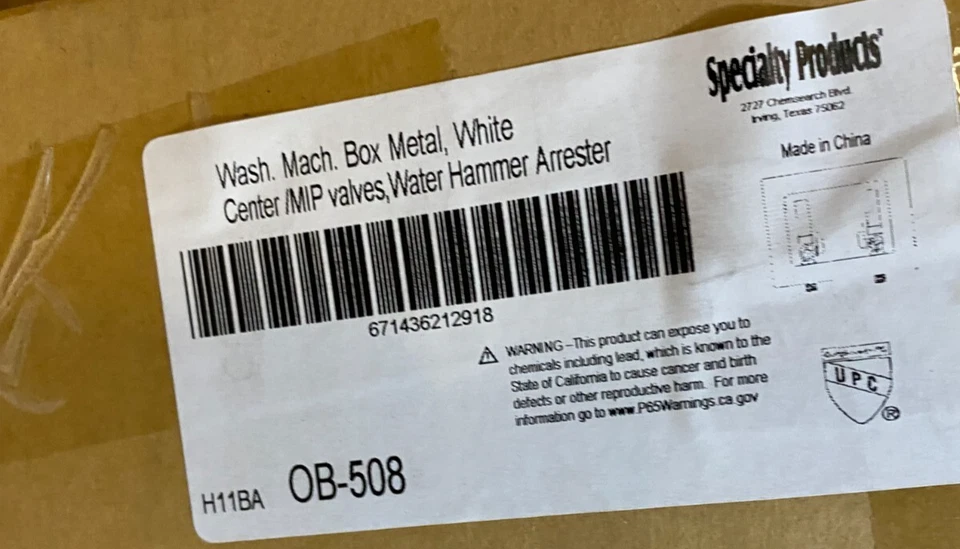 Specialty Products
2727 Chemsearch Blvd.
Irving, Texas 75062
Made in China
Wash. Mach. Box Metal, White
Center /MIP valves,Water Hammer Arrester
671436212918
WARNING –This product can expose you to
chemicals including lead, which is known to the
State of California to cause cancer and birth
defects or other reproductive harm. For more
information go to www.P65Warnings.ca.gov
UPC
®
H11BA OB-508